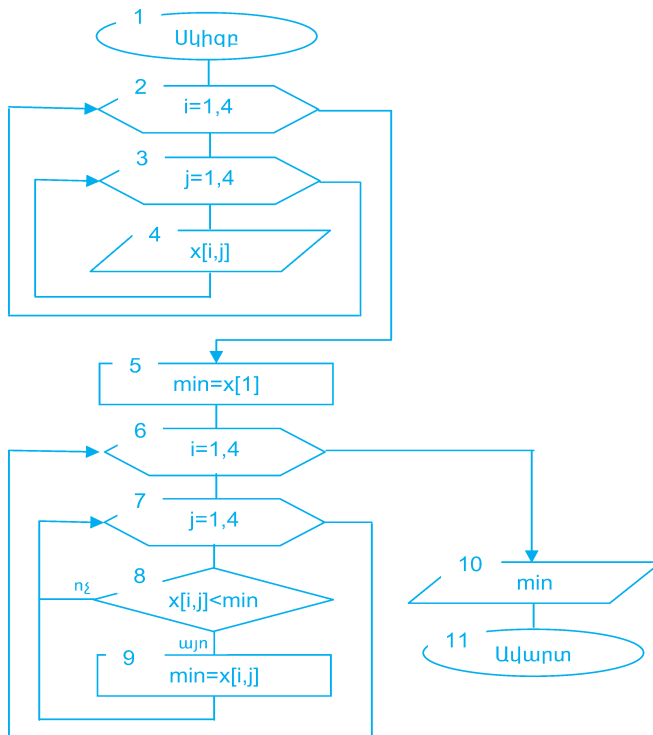 1
Սկիզբ
2
i=1,4
3
j=1,4
4
x[i,j]
5
min=x[1]
6
i=1,4
7
j=1,4
8
x[i,j]<min
ոչ
այո
9
min=x[i,j]
10
min
11
Ավարտ